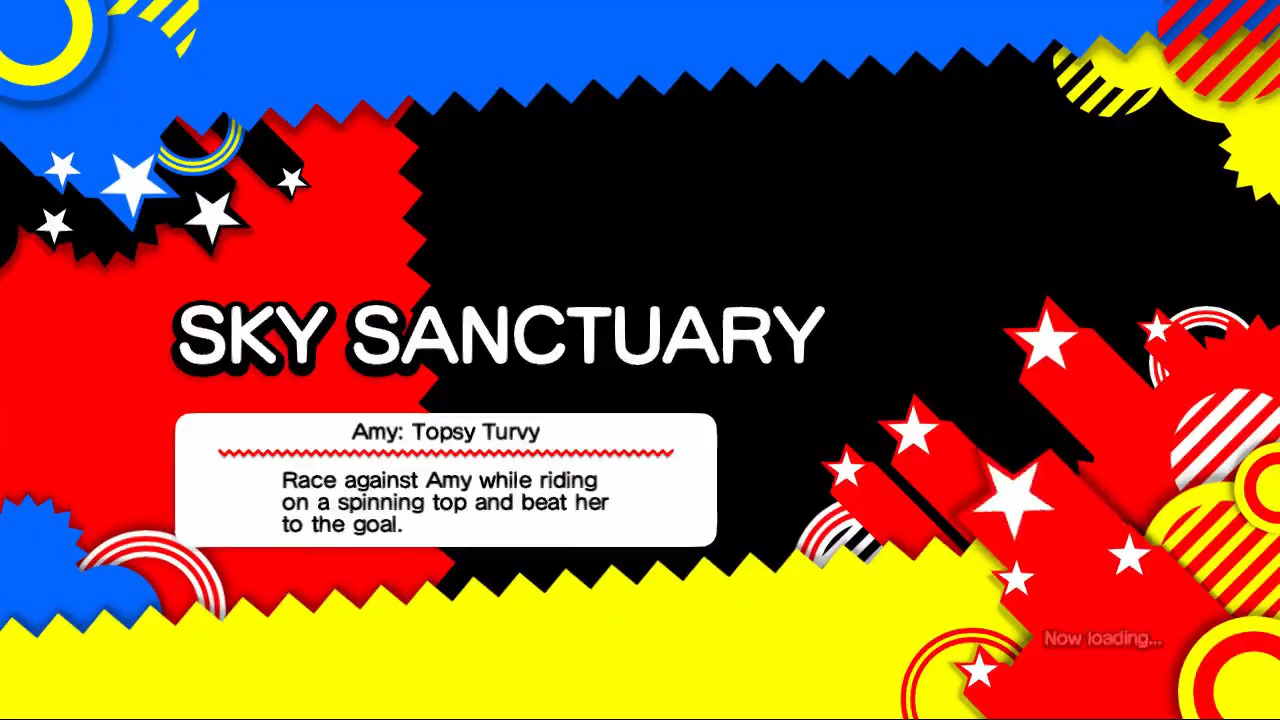 SKY SANCTUARY
Amy: Topsy Turvy
Race against Amy while riding
on a spinning top and beat her
to the goal.
Now loading...